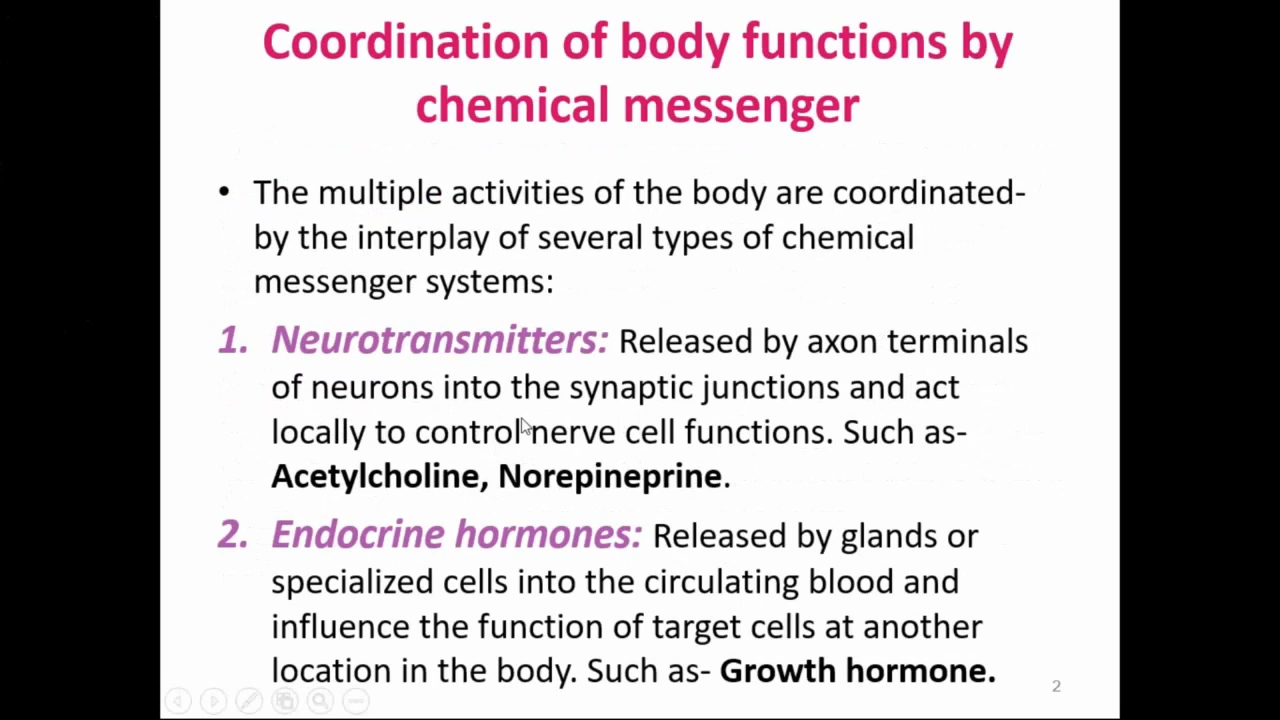 Coordination of body functions by
chemical messenger
• The multiple activities of the body are coordinated-
by the interplay of several types of chemical
messenger systems:
1. Neurotransmitters: Released by axon terminals
of neurons into the synaptic junctions and act
locally to control nerve cell functions. Such as-
Acetylcholine, Norepineprine.
2. Endocrine hormones: Released by glands or
specialized cells into the circulating blood and
influence the function of target cells at another
location in the body. Such as- Growth hormone.
2